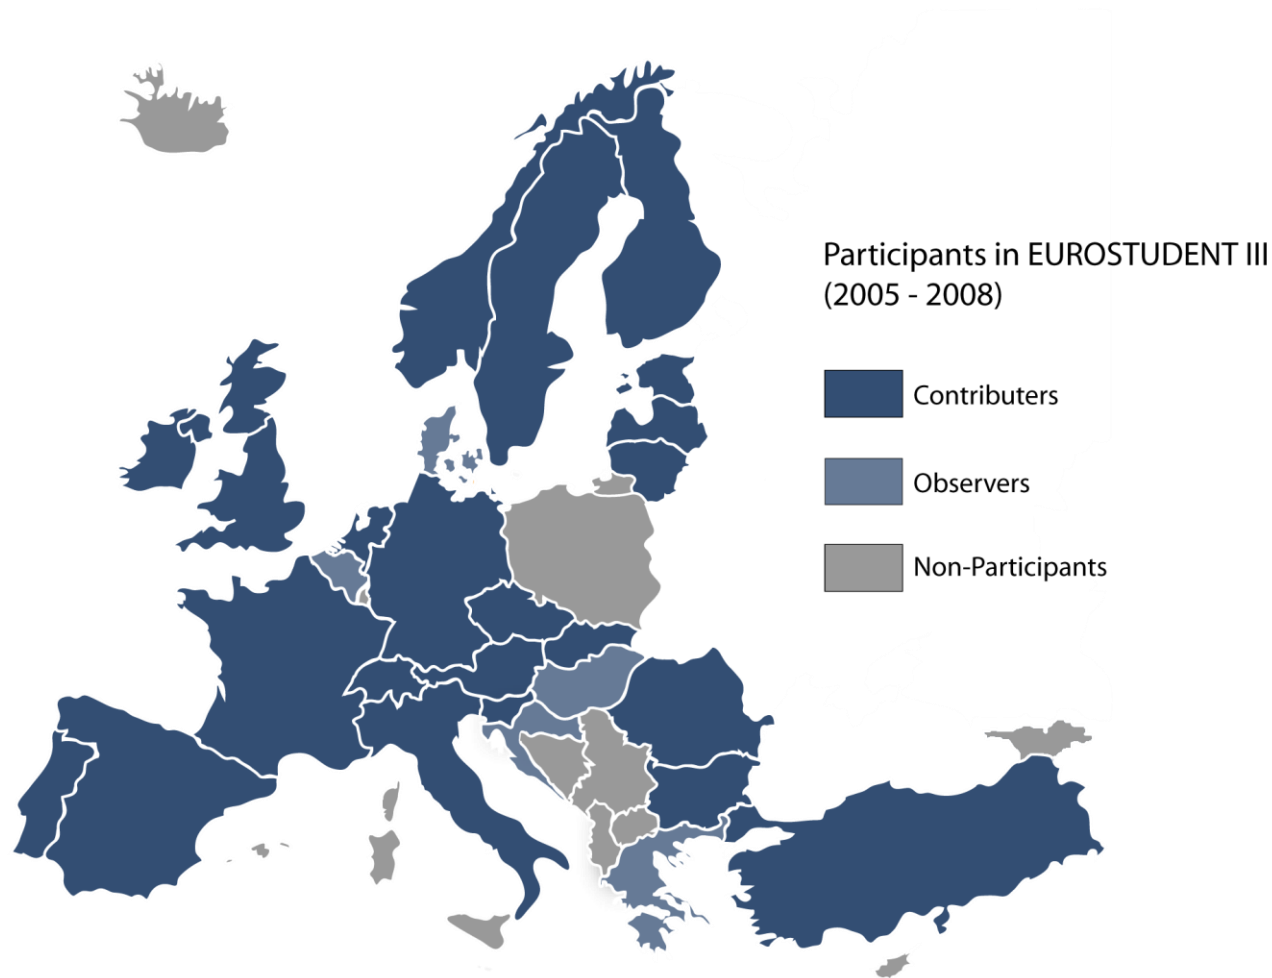 Participants in EUROSTUDENT III
(2005 - 2008)
Contributers
Observers
Non-Participants